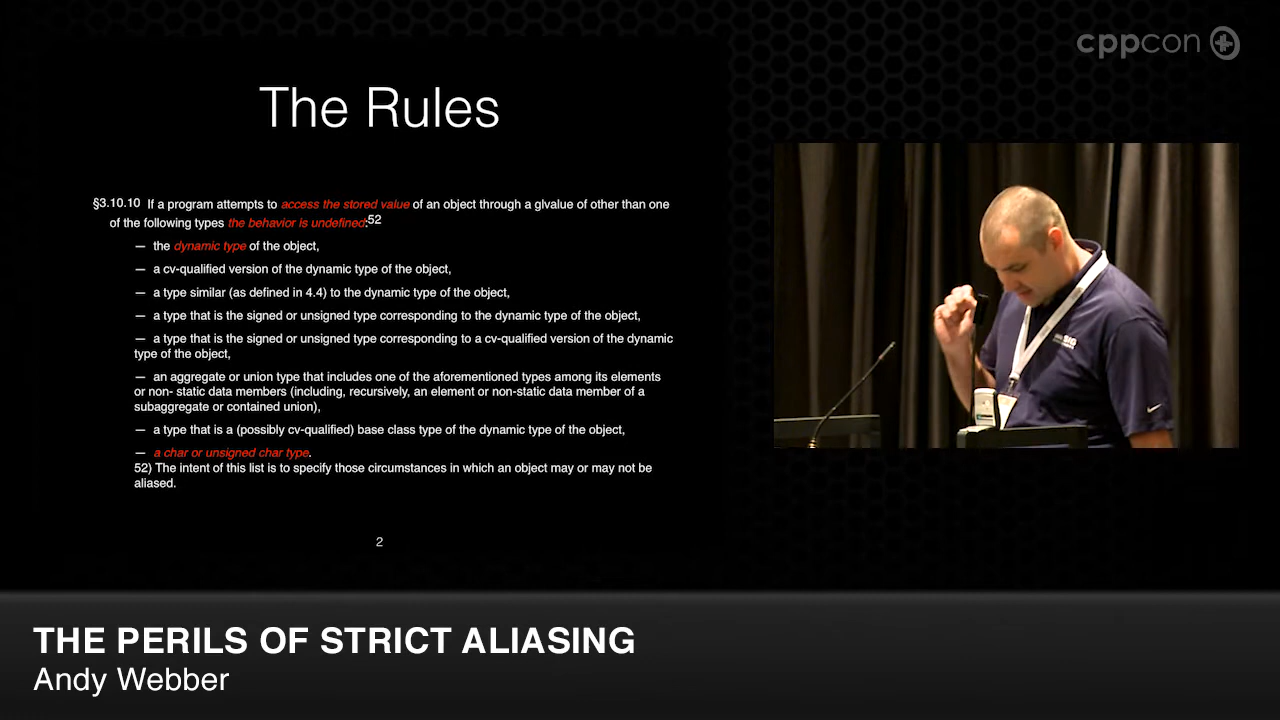 cppcon
The Rules
§3.10.10 If a program attempts to access the stored value of an object through a glvalue of other than one
of the following types the behavior is undefined:52
— the dynamic type of the object,
— a cv-qualified version of the dynamic type of the object,
— a type similar (as defined in 4.4) to the dynamic type of the object,
— a type that is the signed or unsigned type corresponding to the dynamic type of the object,
— a type that is the signed or unsigned type corresponding to a cv-qualified version of the dynamic
type of the object,
— an aggregate or union type that includes one of the aforementioned types among its elements
or non- static data members (including, recursively, an element or non-static data member of a
subaggregate or contained union),
— a type that is a (possibly cv-qualified) base class type of the dynamic type of the object,
— a char or unsigned char type.
52) The intent of this list is to specify those circumstances in which an object may or may not be
aliased.
2
THE PERILS OF STRICT ALIASING
Andy Webber